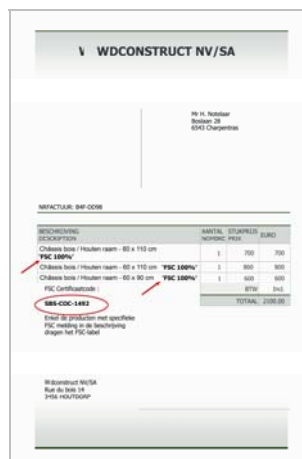 WDCONSTRUCT NV/SA
Mr H. Notelaar
Boslaan 28
6543 Charpentras
NRFACTUUR: B4F-DD9B
BESCHRIJVING AANTAL STUKPRIJS EURO
DESCRIPTION NOMBRE PRIX
Châssis bois / Houten raam - 80 x 110 cm 1 700 700
"FSC 100%"
Châssis bois / Houten raam - 60 x 110 cm "FSC 100%" 1 800 800
Châssis bois / Houten raam - 60 x 90 cm "FSC 100%" 1 600 600
FSC Certificaatcode : BTW Incl.
SBS-COC-1492 TOTAAL 2100.00
Enkel de producten met specifieke
FSC melding in de beschrijving
dragen het FSC-label
Wdconstruct NV/SA
Rue du bois 14
3456 HOUTDORP